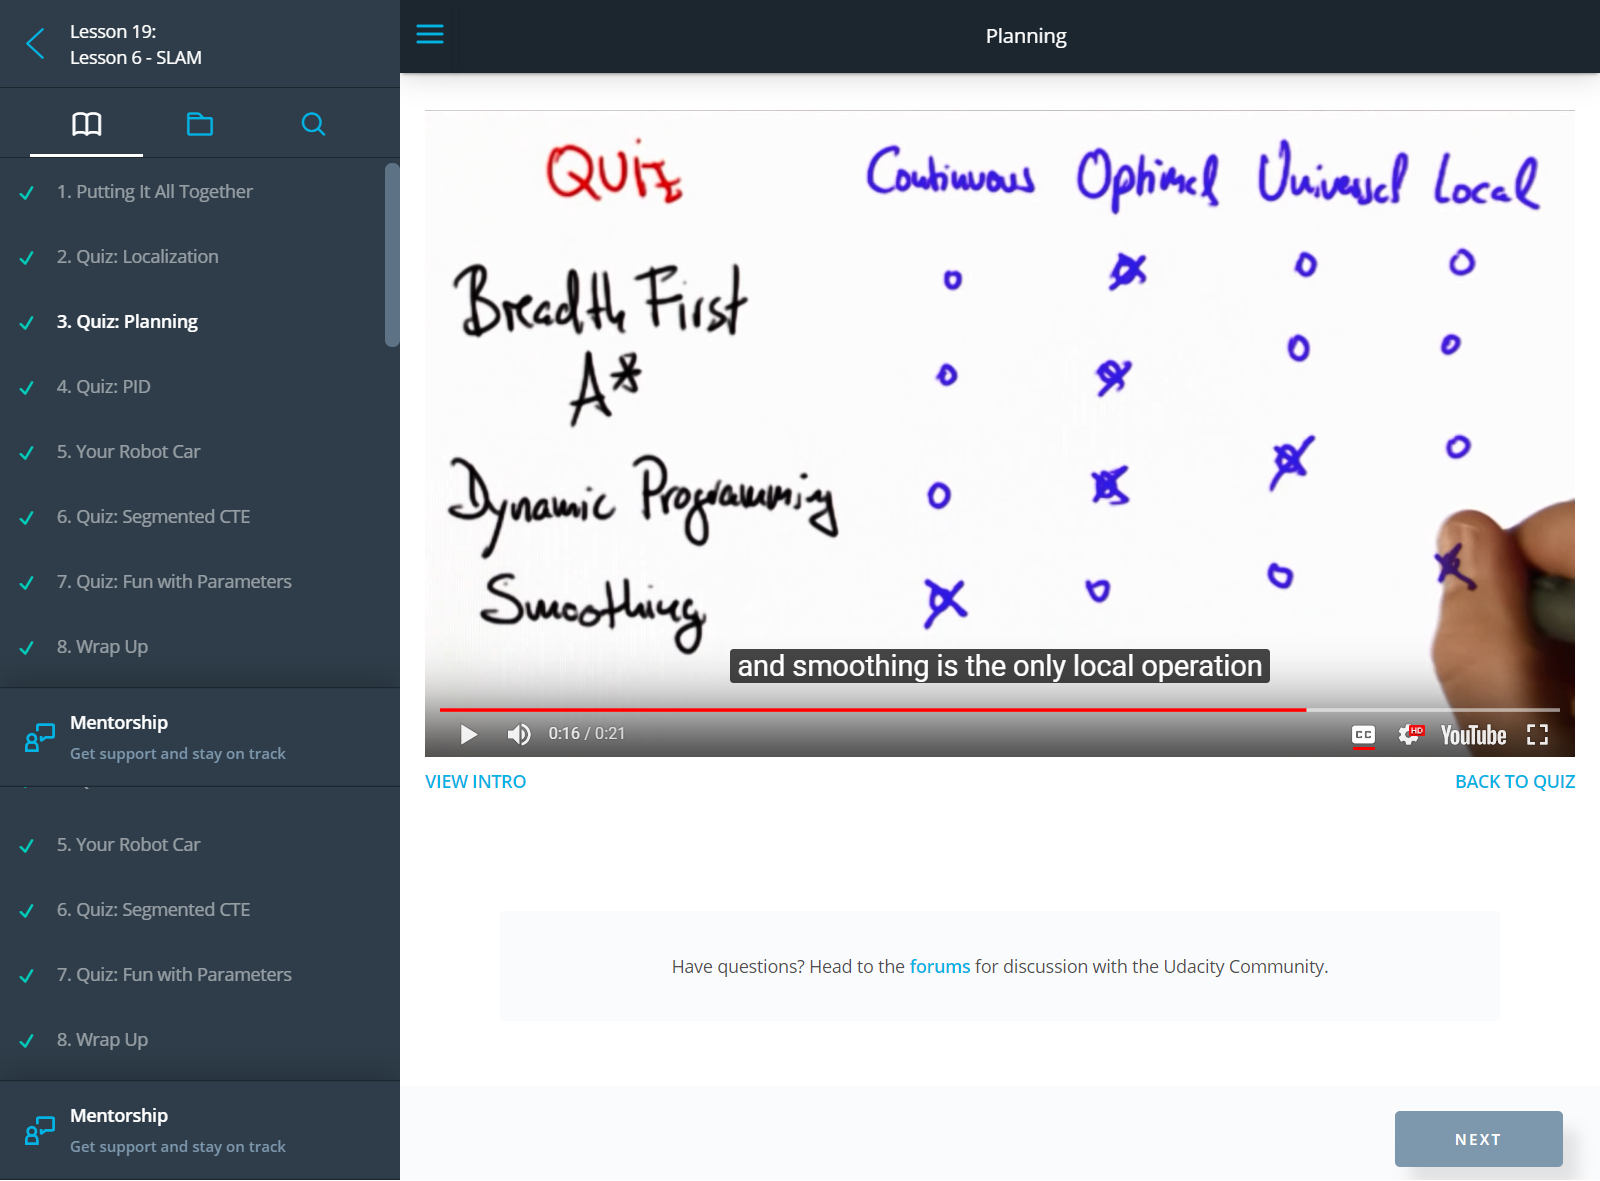 Lesson 19:
Lesson 6 - SLAM
Planning
1. Putting It All Together
2. Quiz: Localization
3. Quiz: Planning
4. Quiz: PID
5. Your Robot Car
6. Quiz: Segmented CTE
7. Quiz: Fun with Parameters
8. Wrap Up
Mentorship
Get support and stay on track
5. Your Robot Car
6. Quiz: Segmented CTE
7. Quiz: Fun with Parameters
8. Wrap Up
Mentorship
Get support and stay on track
QUIZ Continuous Optimal Universal Local
Breadth First
A*
Dynamic Programming
Smoothing
and smoothing is the only local operation
0:16 / 0:21
CC HD YouTube
VIEW INTRO BACK TO QUIZ
Have questions? Head to the forums for discussion with the Udacity Community.
NEXT